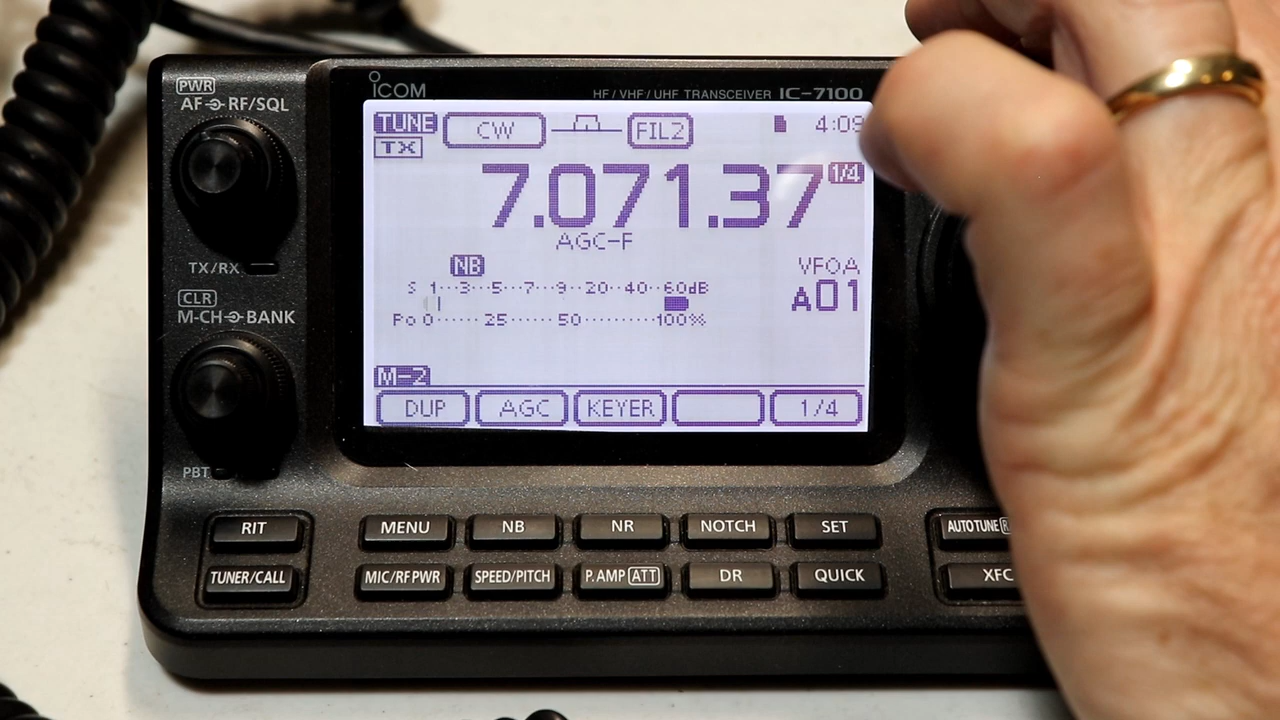 PWR
AF RF/SQL
ICOM
HF/VHF/UHF TRANSCEIVER IC-7100
TUNE CW FIL2 4:09
TX
7.071.37 1/4
AGC-F
NB
VFOA
S 1··3··5··7··9··20··40··60dB
A01
Po 0······25······50·········100%
TX/RX
CLR
M-CH BANK
M-2
DUP AGC KEYER 1/4
PBT
RIT MENU NB NR NOTCH SET AUTOTUNE
TUNER/CALL MIC/RF PWR SPEED/PITCH P.AMP ATT DR QUICK XFC